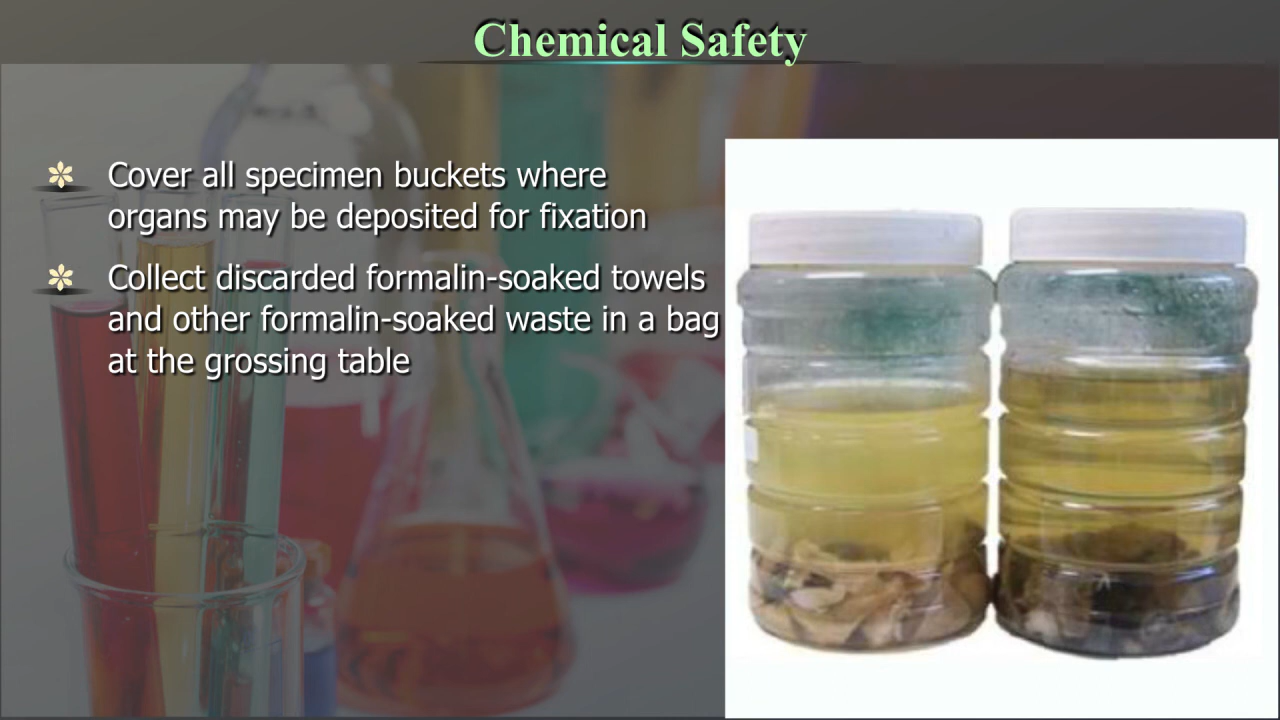 Chemical Safety
Cover all specimen buckets where
organs may be deposited for fixation
Collect discarded formalin-soaked towels
and other formalin-soaked waste in a bag
at the grossing table